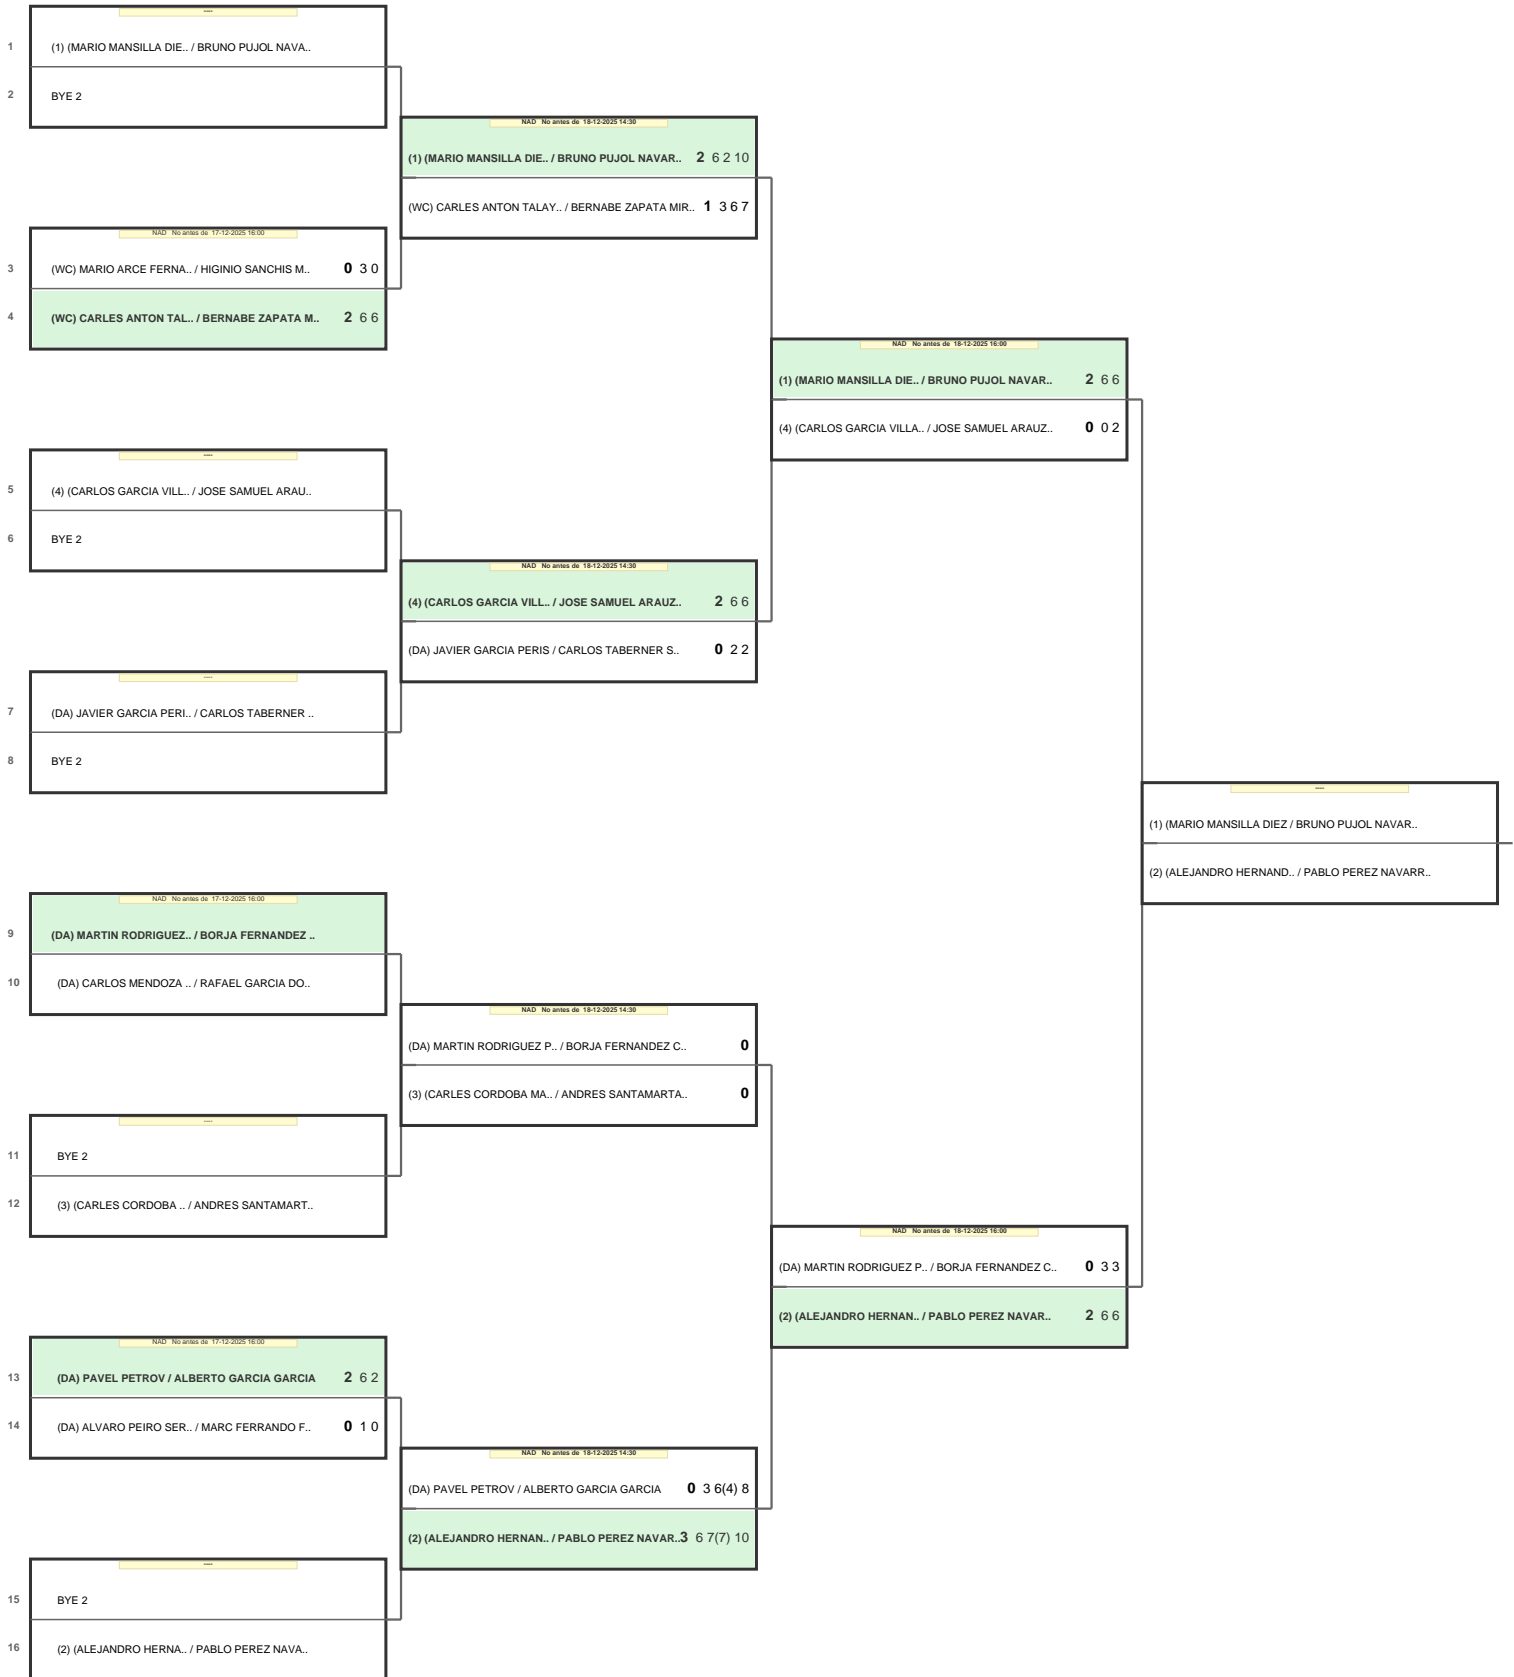 ----
1 (1) (MARIO MANSILLA DIE.. / BRUNO PUJOL NAVA..
2 BYE 2
NAD No antes de 18-12-2025 14:30
(1) (MARIO MANSILLA DIE.. / BRUNO PUJOL NAVAR.. 2 6 2 10
(WC) CARLES ANTON TALAY.. / BERNABE ZAPATA MIR.. 1 3 6 7
NAD No antes de 17-12-2025 16:00
3 (WC) MARIO ARCE FERNA.. / HIGINIO SANCHIS M.. 0 3 0
4 (WC) CARLES ANTON TAL.. / BERNABE ZAPATA M.. 2 6 6
NAD No antes de 18-12-2025 16:00
(1) (MARIO MANSILLA DIE.. / BRUNO PUJOL NAVAR.. 2 6 6
(4) (CARLOS GARCIA VILLA.. / JOSE SAMUEL ARAUZ.. 0 0 2
----
5 (4) (CARLOS GARCIA VILL.. / JOSE SAMUEL ARAU..
6 BYE 2
NAD No antes de 18-12-2025 14:30
(4) (CARLOS GARCIA VILL.. / JOSE SAMUEL ARAUZ.. 2 6 6
(DA) JAVIER GARCIA PERIS / CARLOS TABERNER S.. 0 2 2
----
7 (DA) JAVIER GARCIA PERI.. / CARLOS TABERNER ..
8 BYE 2
----
(1) (MARIO MANSILLA DIEZ / BRUNO PUJOL NAVAR..
(2) (ALEJANDRO HERNAND.. / PABLO PEREZ NAVARR..
NAD No antes de 17-12-2025 16:00
9 (DA) MARTIN RODRIGUEZ.. / BORJA FERNANDEZ ..
10 (DA) CARLOS MENDOZA .. / RAFAEL GARCIA DO..
NAD No antes de 18-12-2025 14:30
(DA) MARTIN RODRIGUEZ P.. / BORJA FERNANDEZ C.. 0
(3) (CARLES CORDOBA MA.. / ANDRES SANTAMARTA.. 0
----
11 BYE 2
12 (3) (CARLES CORDOBA .. / ANDRES SANTAMART..
NAD No antes de 18-12-2025 16:00
(DA) MARTIN RODRIGUEZ P.. / BORJA FERNANDEZ C.. 0 3 3
(2) (ALEJANDRO HERNAN.. / PABLO PEREZ NAVAR.. 2 6 6
NAD No antes de 17-12-2025 16:00
13 (DA) PAVEL PETROV / ALBERTO GARCIA GARCIA 2 6 2
14 (DA) ALVARO PEIRO SER.. / MARC FERRANDO F.. 0 1 0
NAD No antes de 18-12-2025 14:30
(DA) PAVEL PETROV / ALBERTO GARCIA GARCIA 0 3 6(4) 8
(2) (ALEJANDRO HERNAN.. / PABLO PEREZ NAVAR..3 6 7(7) 10
----
15 BYE 2
16 (2) (ALEJANDRO HERNA.. / PABLO PEREZ NAVA..